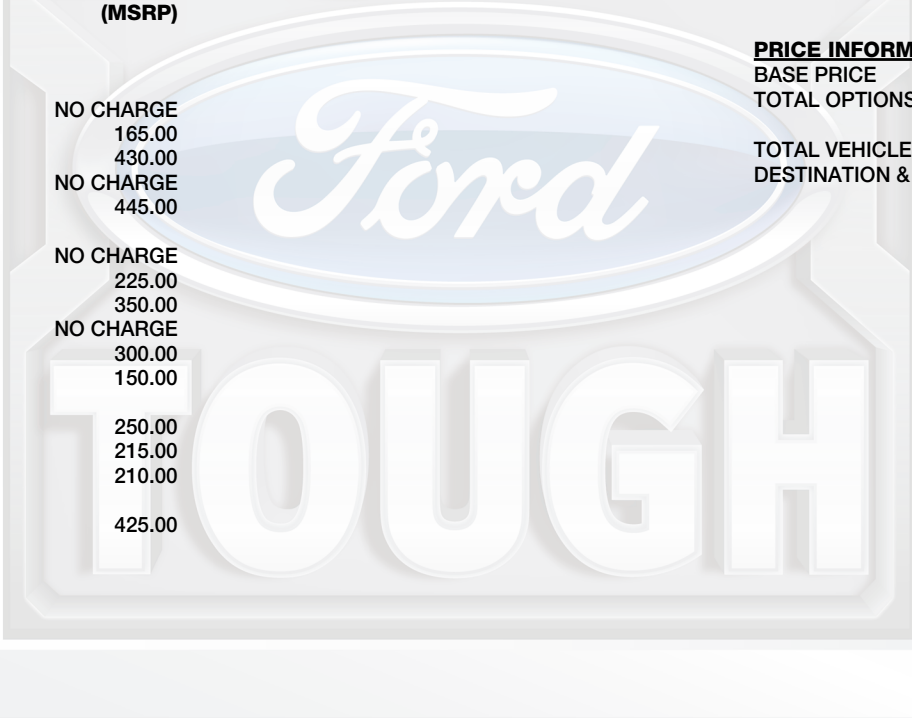 (MSRP)
NO CHARGE
165.00
430.00
NO CHARGE
445.00
NO CHARGE
225.00
350.00
NO CHARGE
300.00
150.00
250.00
215.00
210.00
425.00
PRICE INFORM
BASE PRICE
TOTAL OPTIONS
TOTAL VEHICLE
DESTINATION &
Ford
TOUGH